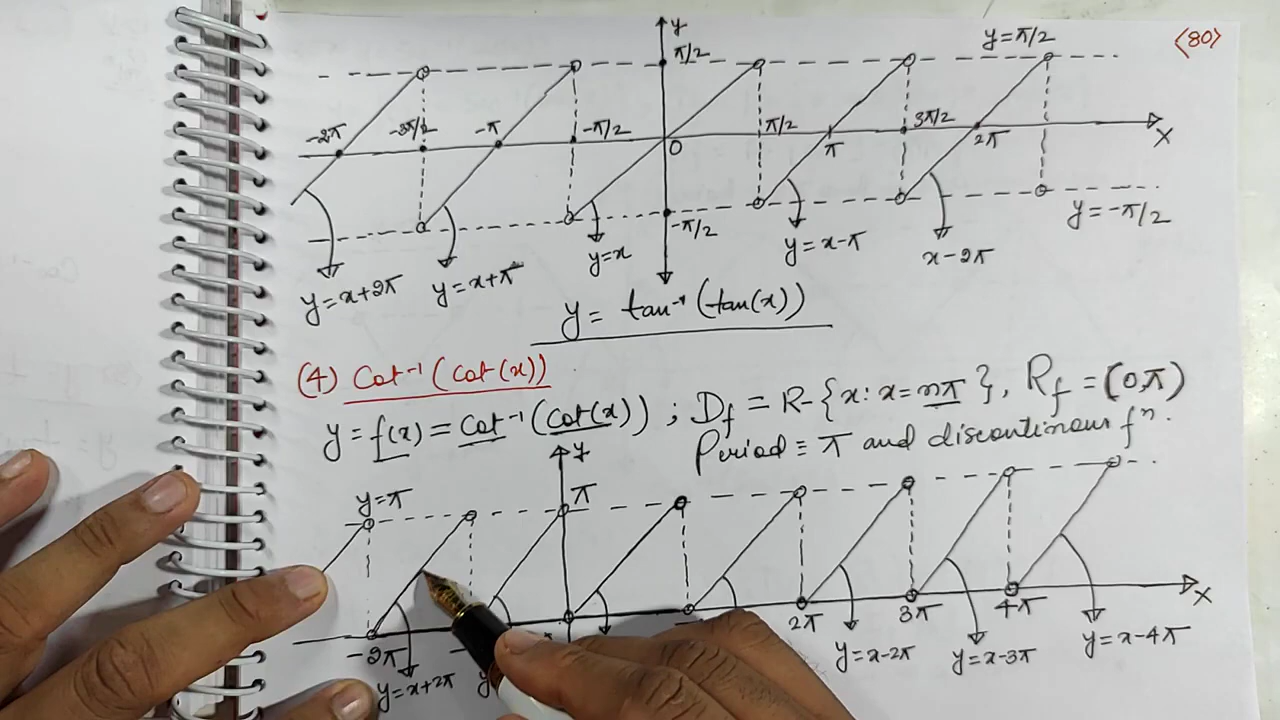 <80>
y
π/2
y=π/2
-2π -3π/2 -π -π/2 0 π/2 π 3π/2 2π X
-π/2
y=-π/2
y=x+2π y=x+π y=x y=x-π x-2π
y = tan⁻¹(tan(x))
(4) Cot⁻¹(Cot(x))
y = f(x) = Cot⁻¹(Cot(x)) ; Df = R-{x: x=nπ}, Rf = (0,π)
Period = π and discontinous fⁿ.
y
y=π π
-2π 2π 3π 4π X
y=x+2π y y=x-2π y=x-3π y=x-4π